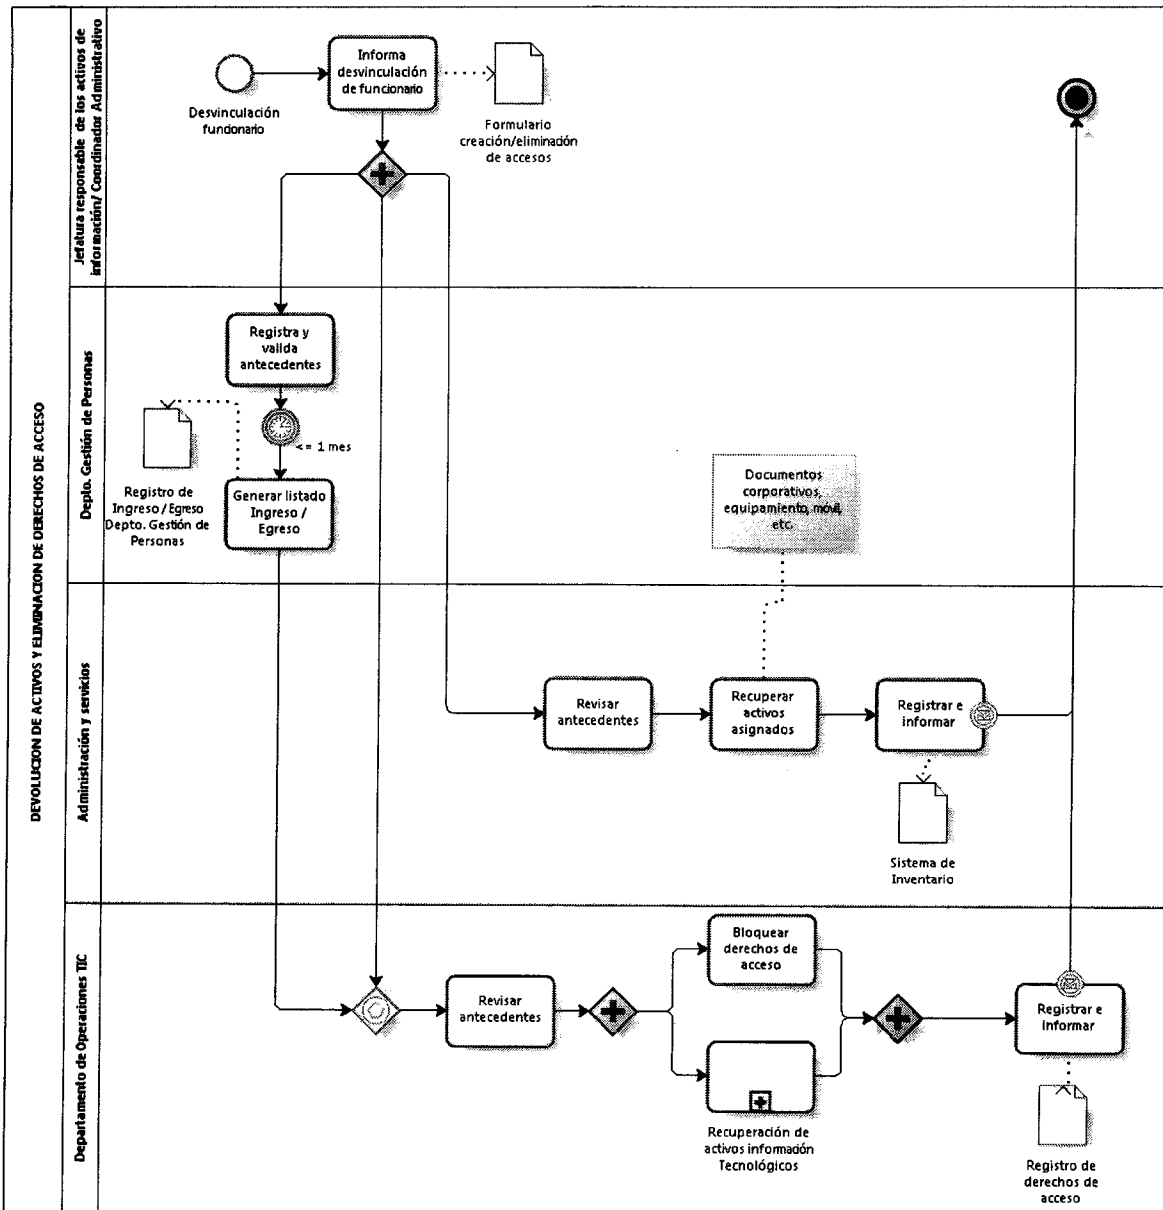 DEVOLUCION DE ACTIVOS Y ELIMINACION DE DERECHOS DE ACCESO
Jefatura responsable de los activos de
información/ Coordinador Administrativo
Desvinculación
funcionario
Informa
desvinculación
de funcionario
Formulario
creación/eliminación
de accesos
Depto. Gestión de Personas
Registra y
valida
antecedentes
<= 1 mes
Registro de
Ingreso / Egreso
Depto. Gestión de
Personas
Generar listado
Ingreso /
Egreso
Documentos
corporativos,
equipamiento, móvil,
etc.
Administración y servicios
Revisar
antecedentes
Recuperar
activos
asignados
Registrar e
informar
Sistema de
Inventario
Departamento de Operaciones TIC
Revisar
antecedentes
Bloquear
derechos de
acceso
Recuperación de
activos información
Tecnológicos
Registrar e
informar
Registro de
derechos de
acceso